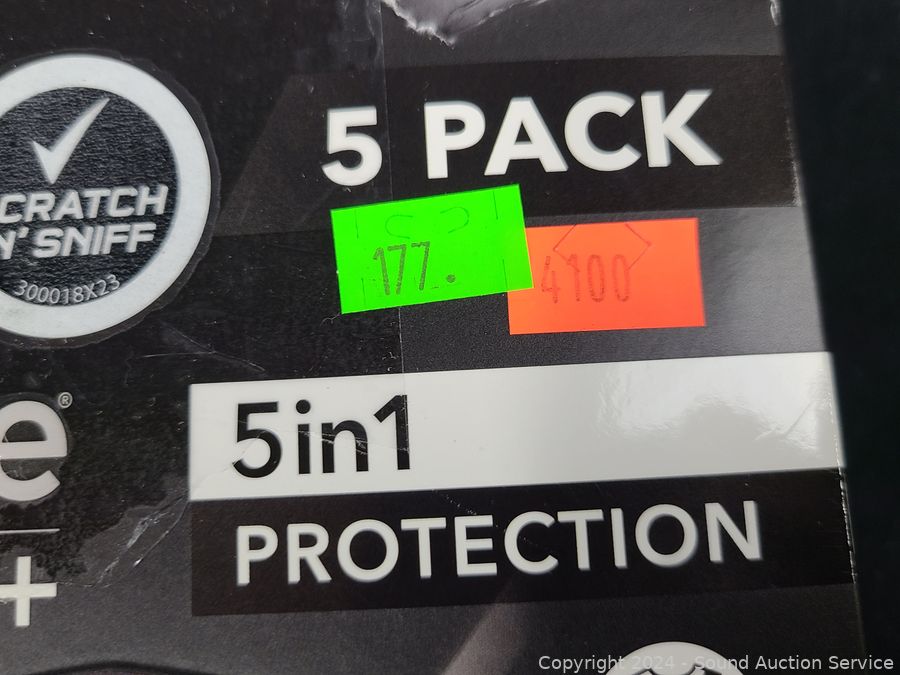 5 PACK
CRATCH
N' SNIFF
300018X23
177.
4100
e®
5in1
+
PROTECTION
Copyright 2024 - Sound Auction Service